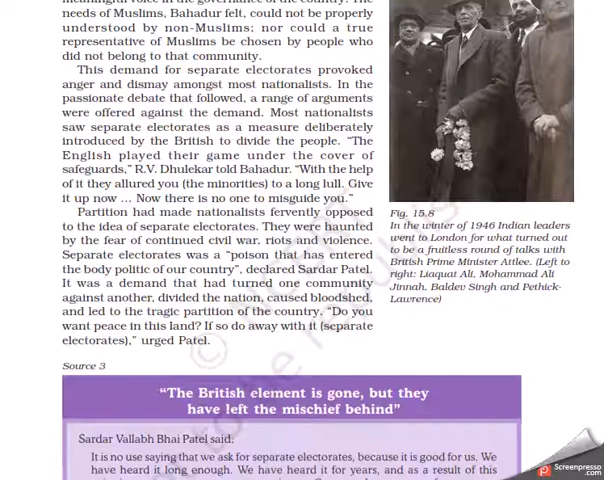 meaningful voice in the governance of the country. The
needs of Muslims, Bahadur felt, could not be properly
understood by non-Muslims; nor could a true
representative of Muslims be chosen by people who
did not belong to that community.
This demand for separate electorates provoked
anger and dismay amongst most nationalists. In the
passionate debate that followed, a range of arguments
were offered against the demand. Most nationalists
saw separate electorates as a measure deliberately
introduced by the British to divide the people. “The
English played their game under the cover of
safeguards,” R.V. Dhulekar told Bahadur. “With the help
of it they allured you (the minorities) to a long lull. Give
it up now … Now there is no one to misguide you.”
Partition had made nationalists fervently opposed
to the idea of separate electorates. They were haunted
by the fear of continued civil war, riots and violence.
Separate electorates was a “poison that has entered
the body politic of our country”, declared Sardar Patel.
It was a demand that had turned one community
against another, divided the nation, caused bloodshed,
and led to the tragic partition of the country. “Do you
want peace in this land? If so do away with it (separate
electorates),” urged Patel.
Fig. 15.8
In the winter of 1946 Indian leaders
went to London for what turned out
to be a fruitless round of talks with
British Prime Minister Attlee. (Left to
right: Liaquat Ali, Mohammad Ali
Jinnah, Baldev Singh and Pethick-
Lawrence)
Source 3
“The British element is gone, but they
have left the mischief behind”
Sardar Vallabh Bhai Patel said:
It is no use saying that we ask for separate electorates, because it is good for us. We
have heard it long enough. We have heard it for years, and as a result of this
© NCERT
not to be republished
Screenpresso